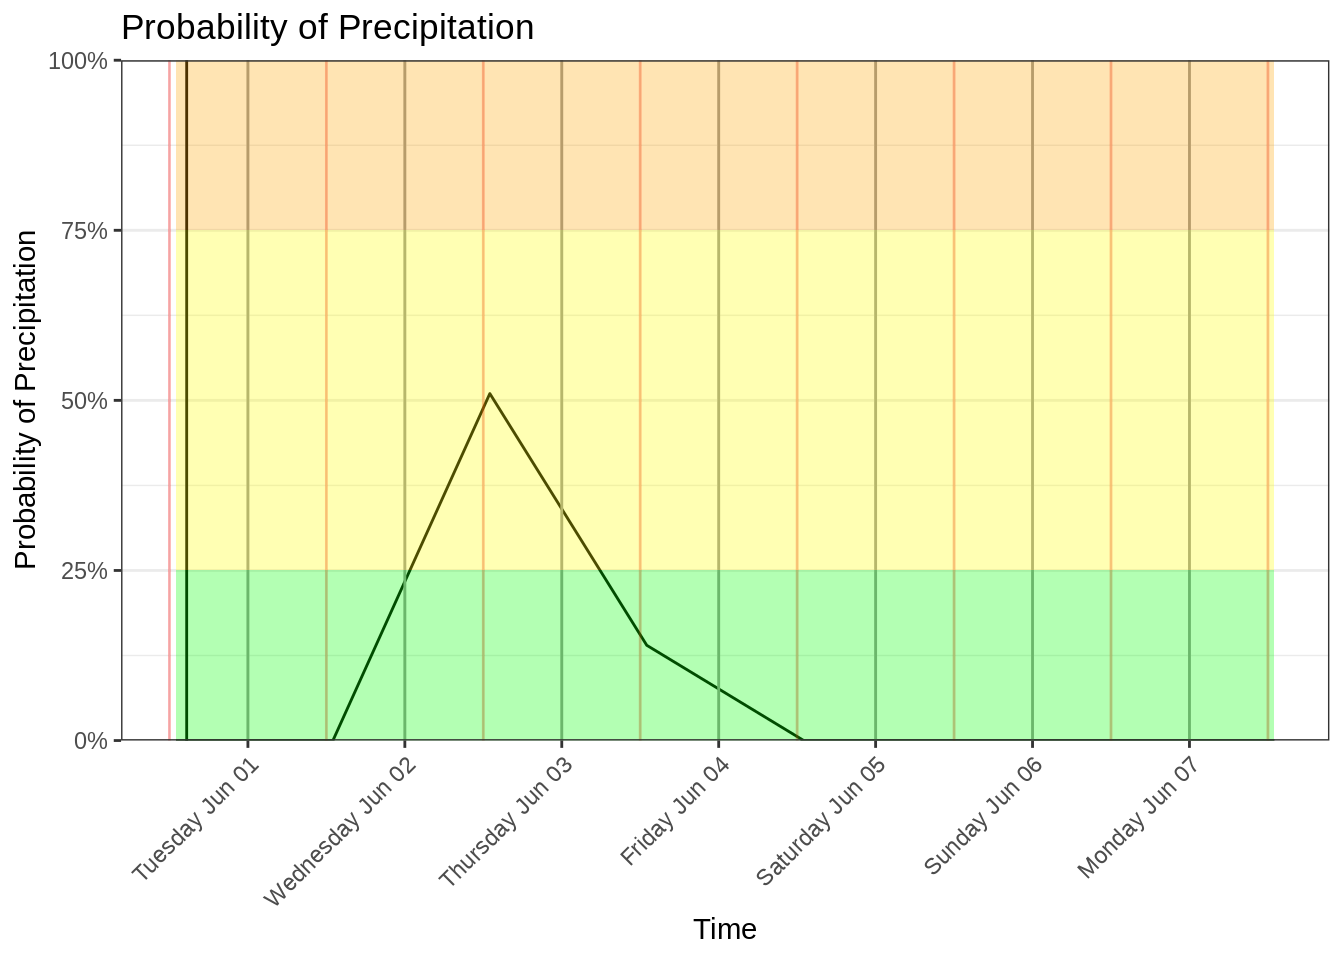 Probability of Precipitation
Probability of Precipitation
100%
75%
50%
25%
0%
Tuesday Jun 01
Wednesday Jun 02
Thursday Jun 03
Friday Jun 04
Saturday Jun 05
Sunday Jun 06
Monday Jun 07
Time